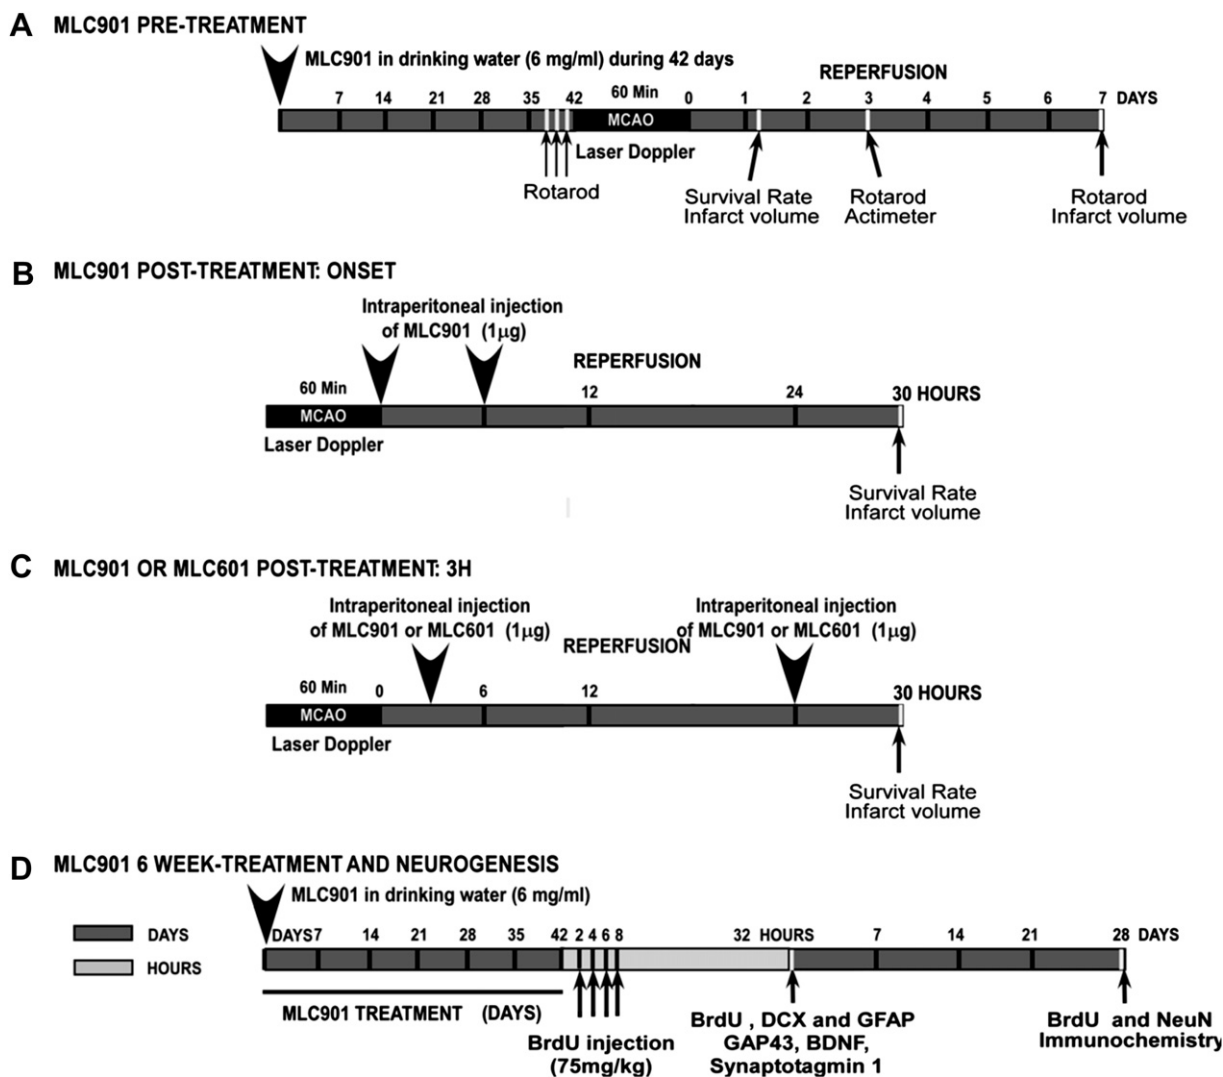 A MLC901 PRE-TREATMENT
MLC901 in drinking water (6 mg/ml) during 42 days
REPERFUSION
7 14 21 28 35 42 60 Min 0 1 2 3 4 5 6 7 DAYS
MCAO
Laser Doppler
Rotarod
Survival Rate
Infarct volume
Rotarod
Actimeter
Rotarod
Infarct volume
B MLC901 POST-TREATMENT: ONSET
Intraperitoneal injection
of MLC901 (1μg)
REPERFUSION
60 Min 12 24 30 HOURS
MCAO
Laser Doppler
Survival Rate
Infarct volume
C MLC901 OR MLC601 POST-TREATMENT: 3H
Intraperitoneal injection
of MLC901 or MLC601 (1μg)
Intraperitoneal injection
of MLC901 or MLC601 (1μg)
REPERFUSION
60 Min 0 6 12 30 HOURS
MCAO
Laser Doppler
Survival Rate
Infarct volume
D MLC901 6 WEEK-TREATMENT AND NEUROGENESIS
MLC901 in drinking water (6 mg/ml)
DAYS
HOURS
DAYS 7 14 21 28 35 42 2 4 6 8 32 HOURS 7 14 21 28 DAYS
MLC901 TREATMENT (DAYS)
BrdU injection
(75mg/kg)
BrdU , DCX and GFAP
GAP43, BDNF,
Synaptotagmin 1
BrdU and NeuN
Immunochemistry